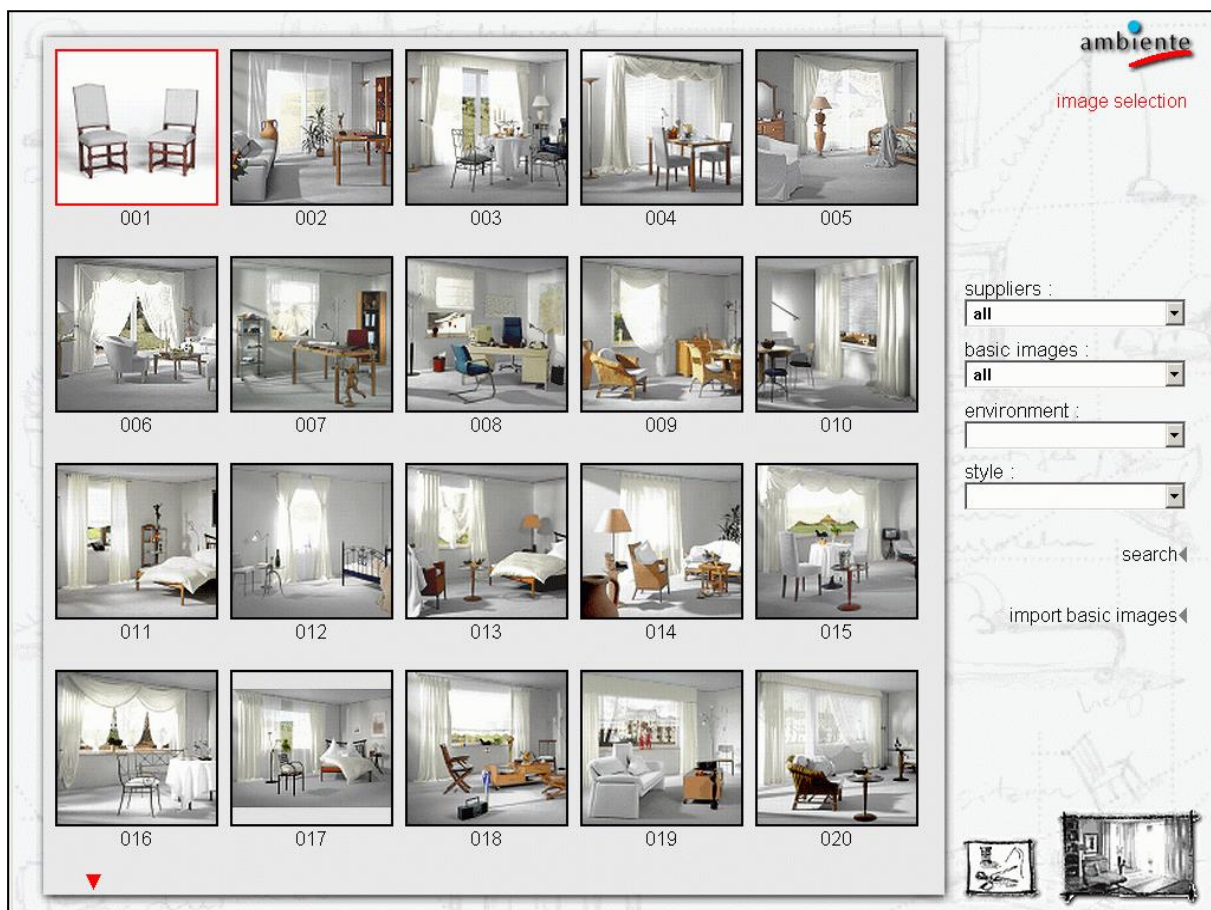 ambiente
image selection
001
002
003
004
005
006
007
008
009
010
011
012
013
014
015
016
017
018
019
020
suppliers :
all
basic images :
all
environment :
style :
search
import basic images